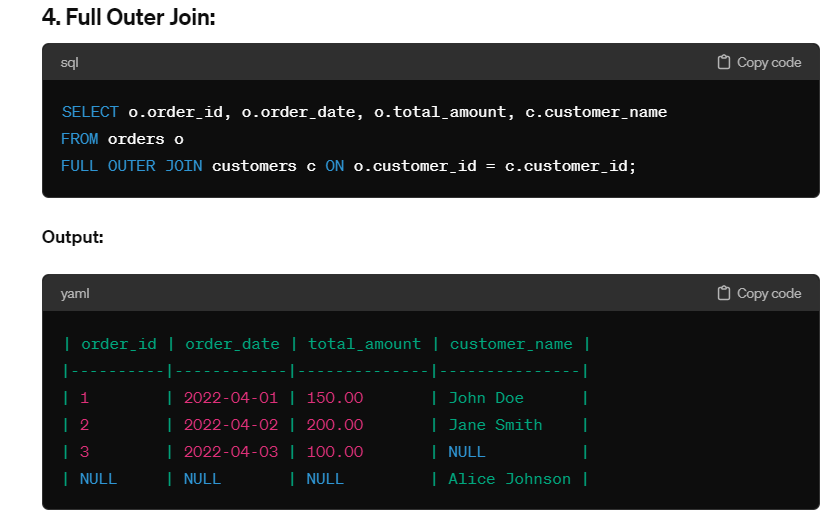 4. Full Outer Join:
sql Copy code
SELECT o.order_id, o.order_date, o.total_amount, c.customer_name
FROM orders o
FULL OUTER JOIN customers c ON o.customer_id = c.customer_id;
Output:
yaml Copy code
| order_id | order_date | total_amount | customer_name |
|----------|------------|--------------|---------------|
| 1        | 2022-04-01 | 150.00       | John Doe      |
| 2        | 2022-04-02 | 200.00       | Jane Smith    |
| 3        | 2022-04-03 | 100.00       | NULL          |
| NULL     | NULL       | NULL         | Alice Johnson |